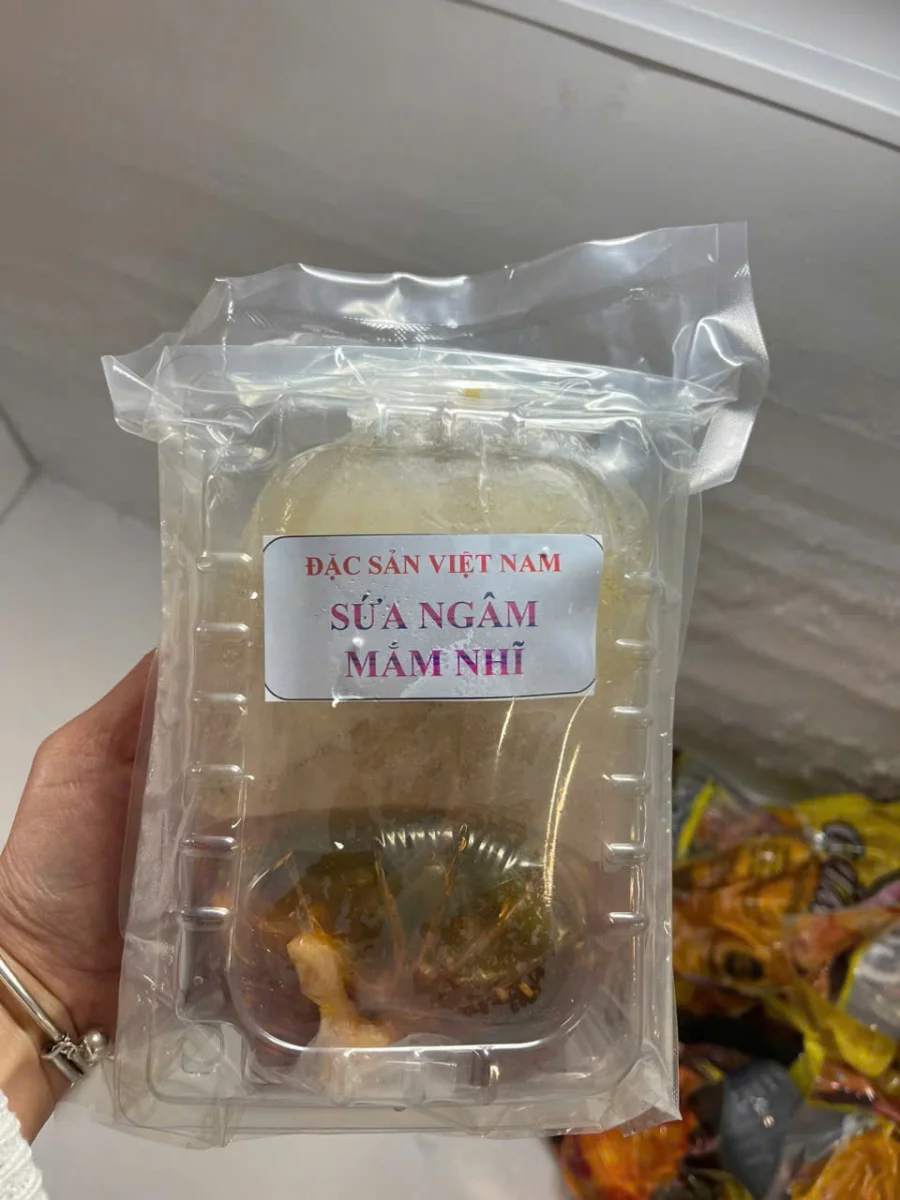 ĐẶC SẢN VIỆT NAM
SỨA NGÂM
MẮM NHĨ